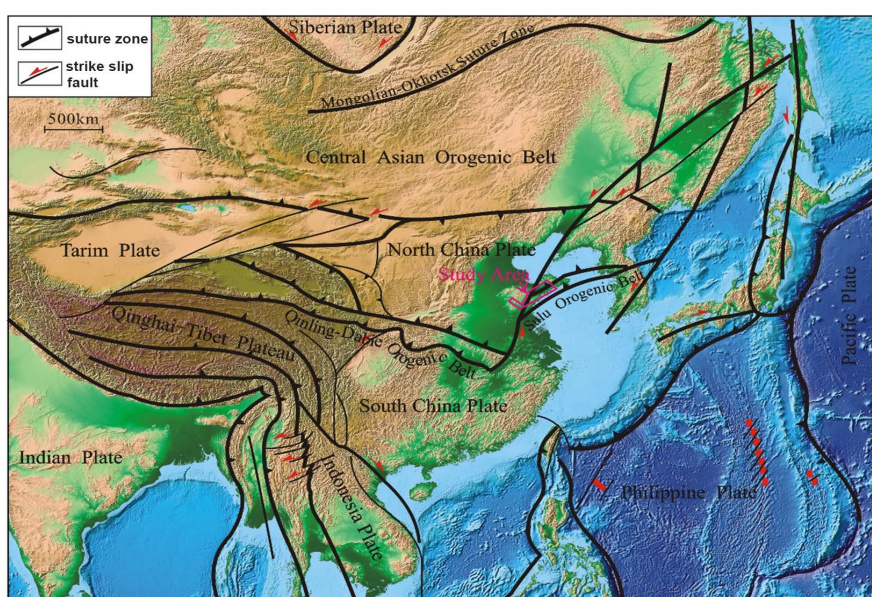 suture zone
strike slip
fault
500km
Siberian Plate
Mongolian-Okhotsk Suture Zone
Central Asian Orogenic Belt
Tarim Plate
North China Plate
Study Area
Sulu Orogenic Belt
Qinghai-Tibet Plateau
Qinling-Dabie Orogenic Belt
Pacific Plate
South China Plate
Indian Plate
Indonesia Plate
Philippine Plate